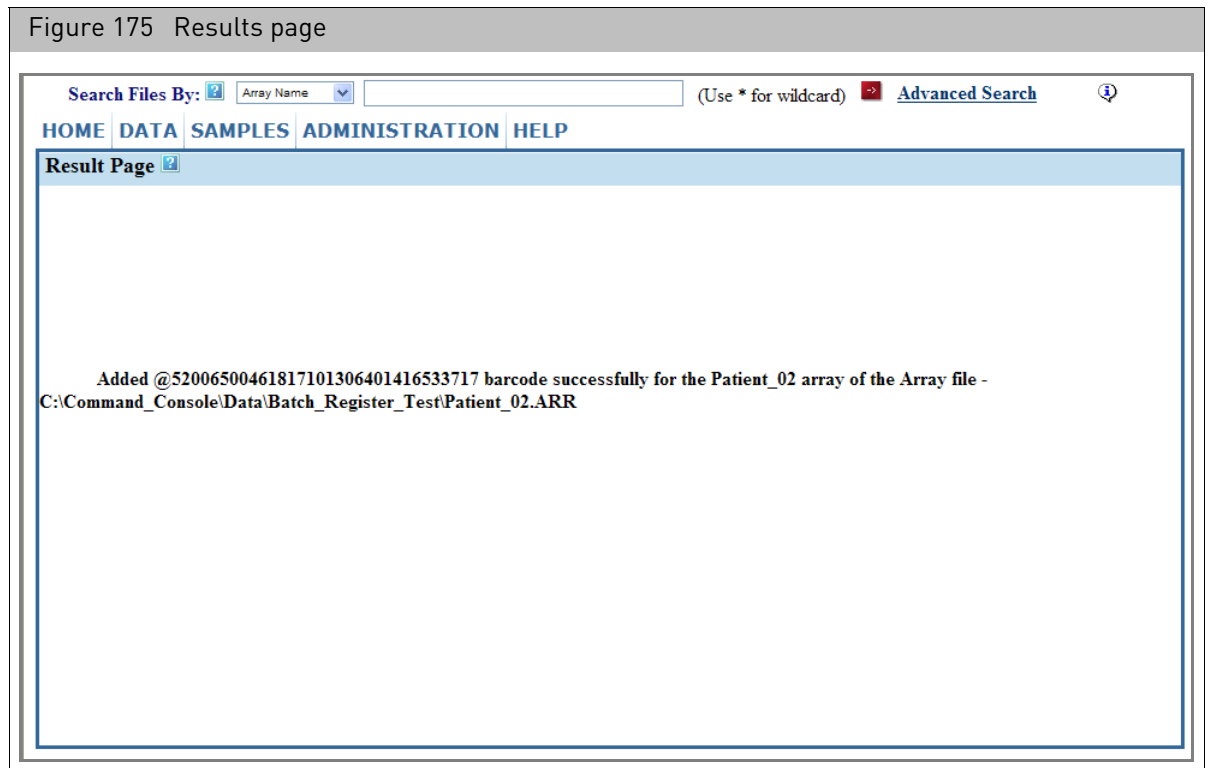 Figure 175 Results page
Search Files By: ? Array Name (Use * for wildcard) Advanced Search
HOME DATA SAMPLES ADMINISTRATION HELP
Result Page ?
Added @52006500461817101306401416533717 barcode successfully for the Patient_02 array of the Array file -
C:\Command_Console\Data\Batch_Register_Test\Patient_02.ARR